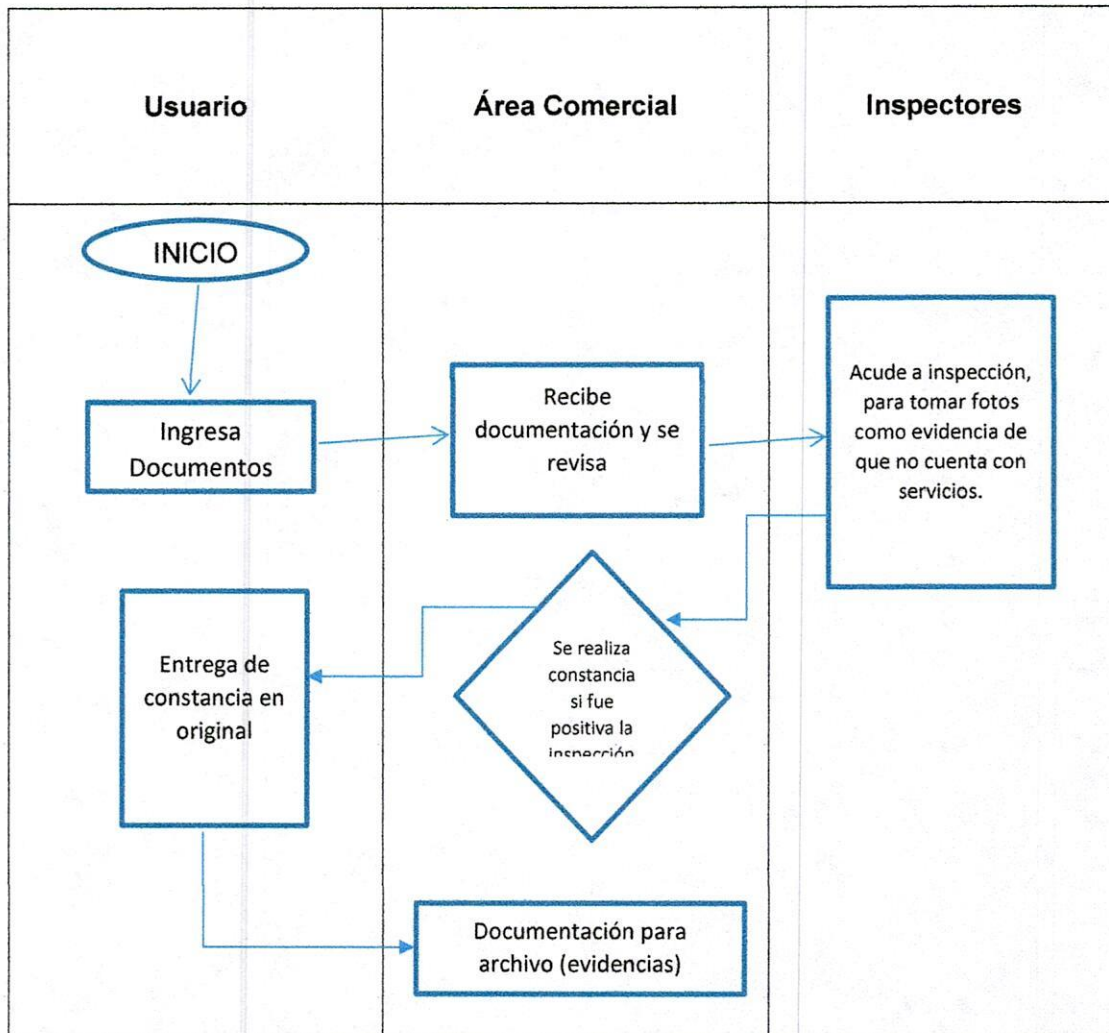 Usuario
Área Comercial
Inspectores
INICIO
Ingresa
Documentos
Recibe
documentación y se
revisa
Acude a inspección,
para tomar fotos
como evidencia de
que no cuenta con
servicios.
Se realiza
constancia
si fue
positiva la
inspección
Entrega de
constancia en
original
Documentación para
archivo (evidencias)